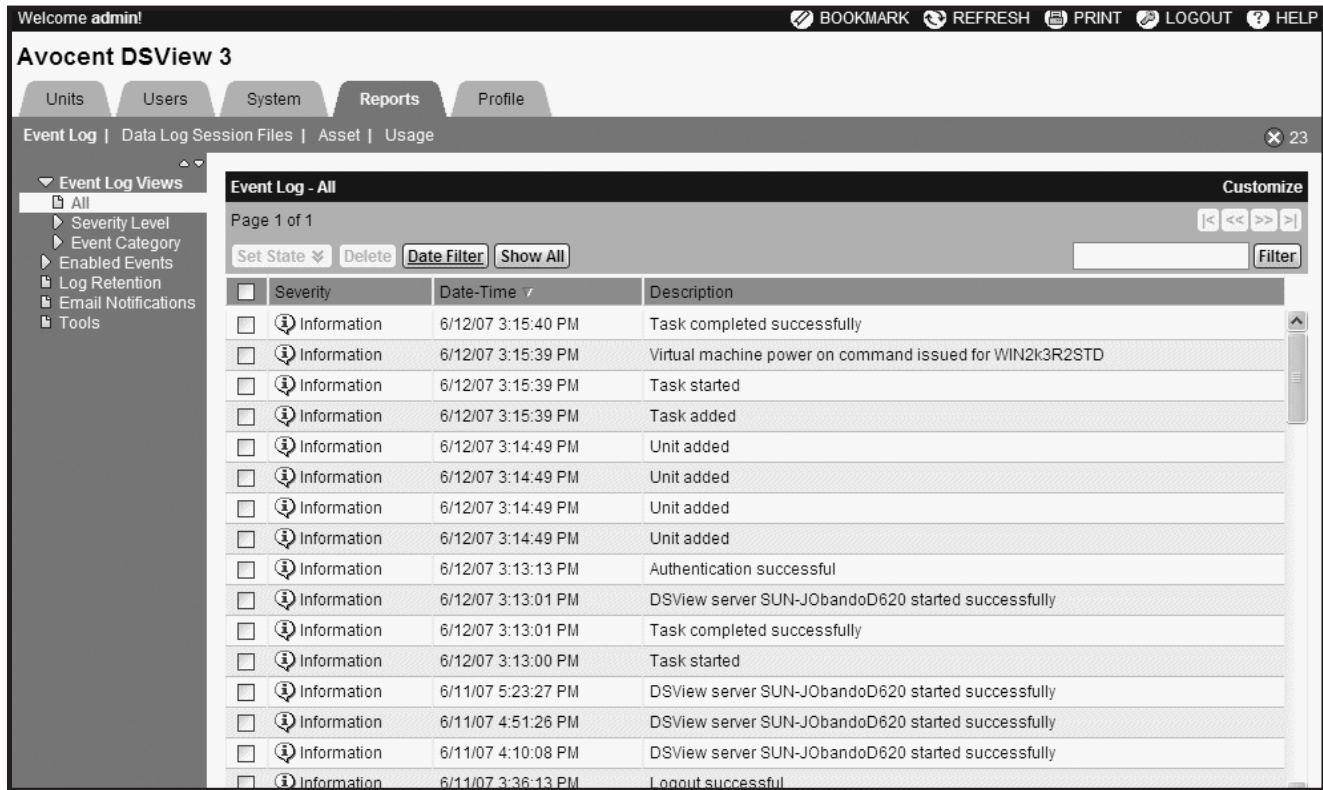 Welcome admin! BOOKMARK REFRESH PRINT LOGOUT HELP
Avocent DSView 3
Units Users System Reports Profile
Event Log | Data Log Session Files | Asset | Usage 23
Event Log Views
All
Severity Level
Event Category
Enabled Events
Log Retention
Email Notifications
Tools
Event Log - All Customize
Page 1 of 1 |< << >> >|
Set State Delete Date Filter Show All Filter
Severity Date-Time Description
Information 6/12/07 3:15:40 PM Task completed successfully
Information 6/12/07 3:15:39 PM Virtual machine power on command issued for WIN2k3R2STD
Information 6/12/07 3:15:39 PM Task started
Information 6/12/07 3:15:39 PM Task added
Information 6/12/07 3:14:49 PM Unit added
Information 6/12/07 3:14:49 PM Unit added
Information 6/12/07 3:14:49 PM Unit added
Information 6/12/07 3:14:49 PM Unit added
Information 6/12/07 3:13:13 PM Authentication successful
Information 6/12/07 3:13:01 PM DSView server SUN-JObandoD620 started successfully
Information 6/12/07 3:13:01 PM Task completed successfully
Information 6/12/07 3:13:00 PM Task started
Information 6/11/07 5:23:27 PM DSView server SUN-JObandoD620 started successfully
Information 6/11/07 4:51:26 PM DSView server SUN-JObandoD620 started successfully
Information 6/11/07 4:10:08 PM DSView server SUN-JObandoD620 started successfully
Information 6/11/07 3:36:13 PM Logout successful